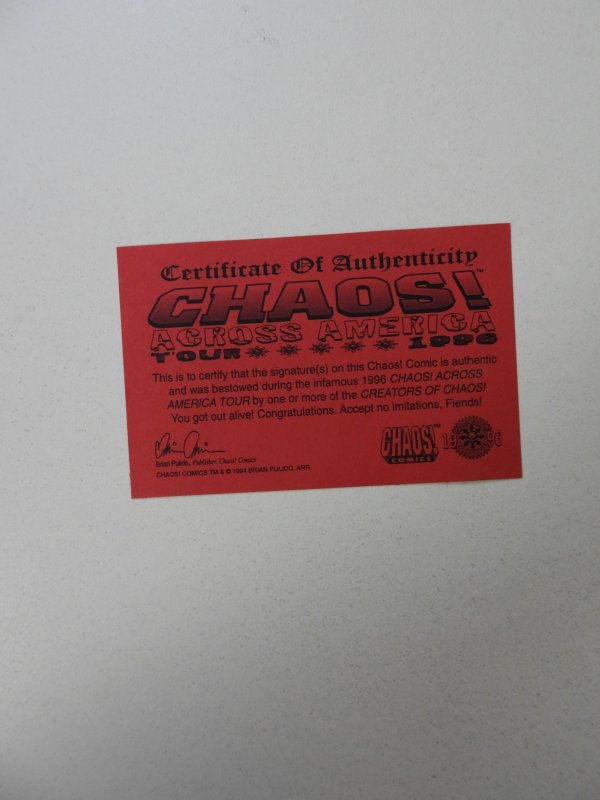 Certificate Of Authenticity
CHAOS!™
ACROSS AMERICA
TOUR 1996
This is to certify that the signature(s) on this Chaos! Comic is authentic
and was bestowed during the infamous 1996 CHAOS! ACROSS
AMERICA TOUR by one or more of the CREATORS OF CHAOS!
You got out alive! Congratulations. Accept no imitations, Fiends!
Brian Pulido, Publisher, Chaos! Comics
CHAOS! COMICS TM & © 1994 BRIAN PULIDO, ARR.
CHAOS!™
COMICS
1996